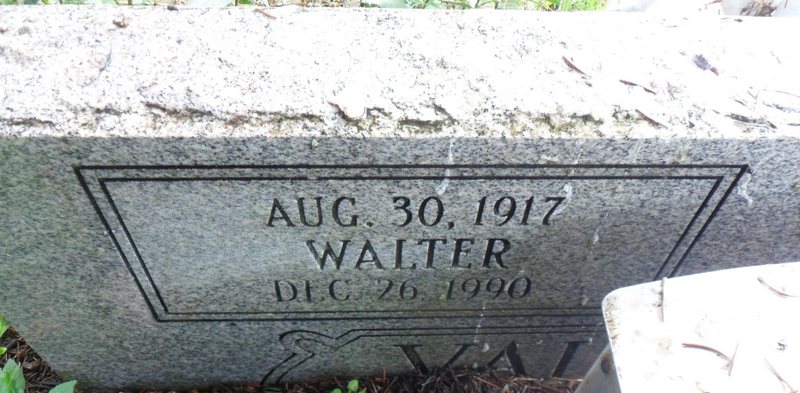 AUG. 30, 1917
WALTER
DEC. 26, 1990